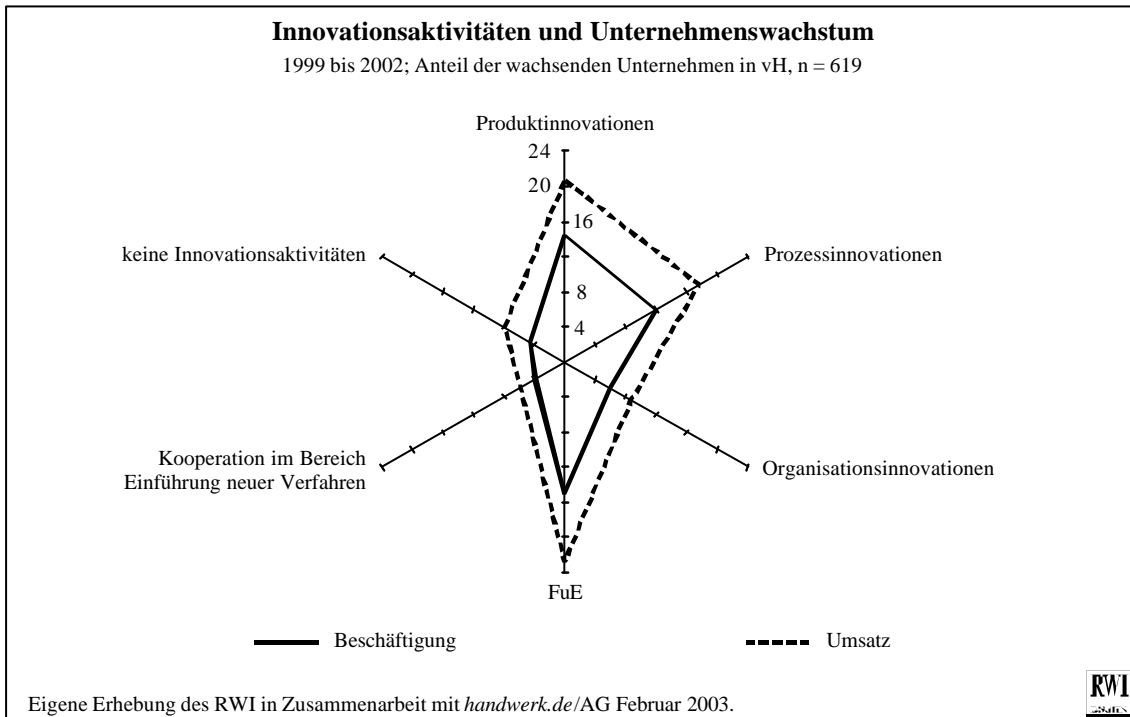 Innovationsaktivitäten und Unternehmenswachstum
1999 bis 2002; Anteil der wachsenden Unternehmen in vH, n = 619
Produktinnovationen
24
20
16
8
4
keine Innovationsaktivitäten
Prozessinnovationen
Kooperation im Bereich
Einführung neuer Verfahren
Organisationsinnovationen
FuE
Beschäftigung
Umsatz
Eigene Erhebung des RWI in Zusammenarbeit mit handwerk.de/AG Februar 2003.
RWI